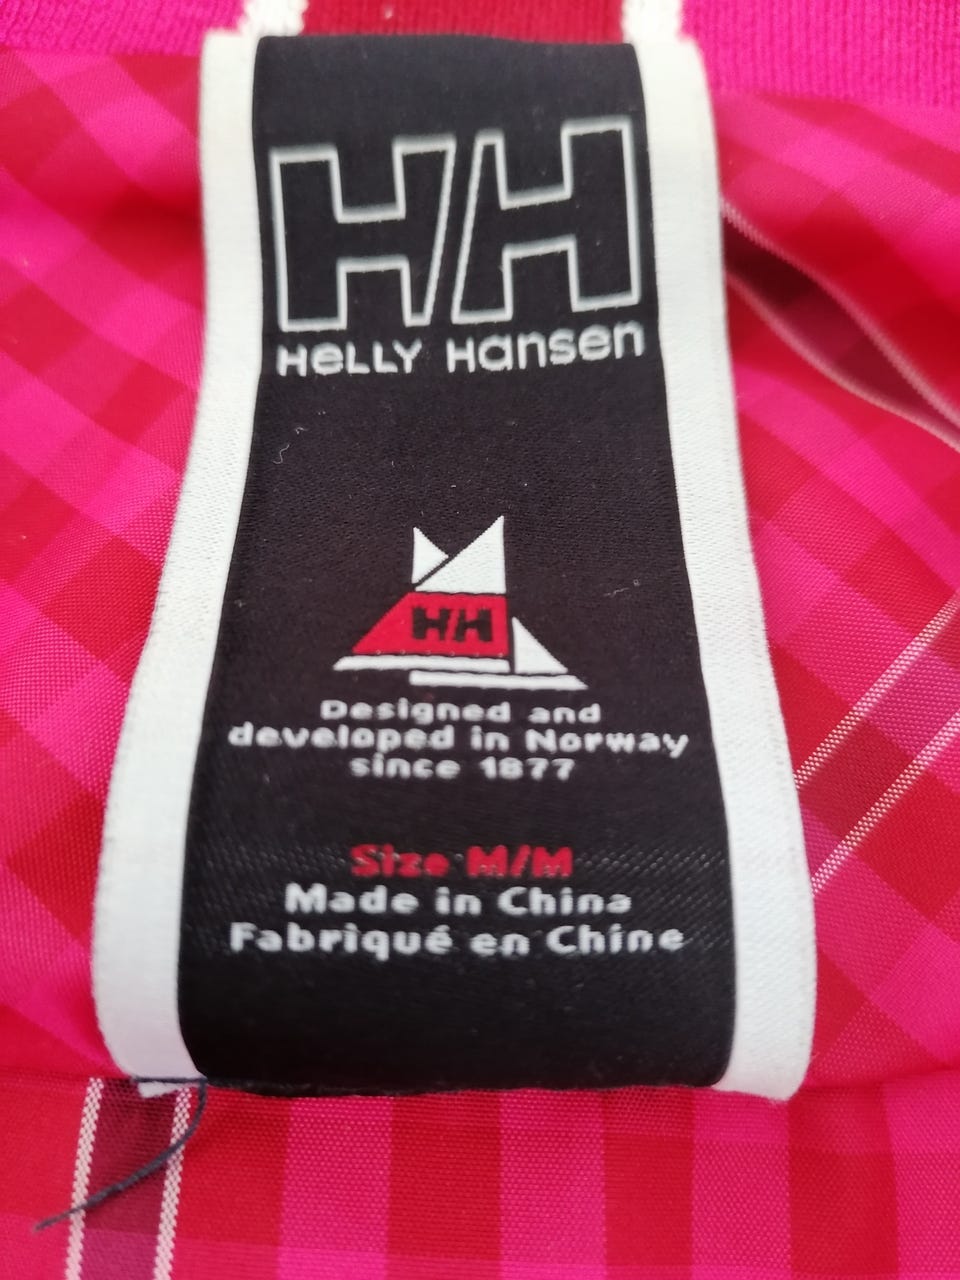 HH
HELLY HANSEN
HH
Designed and
developed in Norway
since 1877
Size M/M
Made in China
Fabriqué en Chine